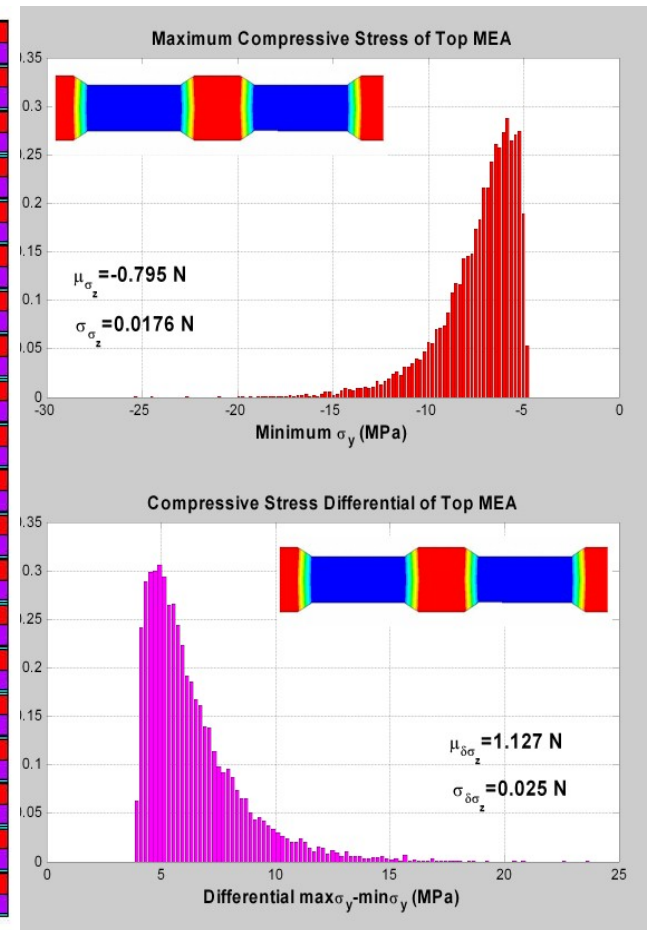 Maximum Compressive Stress of Top MEA
0.35
0.3
0.25
0.2
0.15
0.1
0.05
0
μσz=-0.795 N
σσz=0.0176 N
-30 -25 -20 -15 -10 -5 0
Minimum σy (MPa)
Compressive Stress Differential of Top MEA
0.35
0.3
0.25
0.2
0.15
0.1
0.05
0
μδσz=1.127 N
σδσz=0.025 N
0 5 10 15 20 25
Differential maxσy-minσy (MPa)